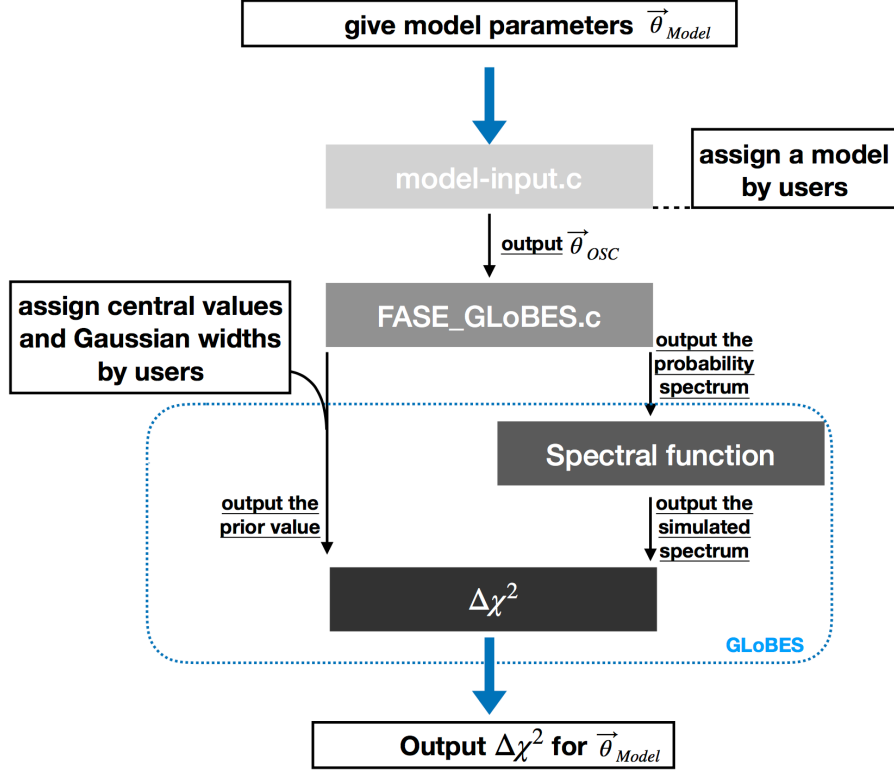 give model parameters θ⃗ Model
model-input.c
assign a model
by users
output θ⃗ OSC
assign central values
and Gaussian widths
by users
FASE_GLoBES.c
output the
probability
spectrum
Spectral function
output the
prior value
output the
simulated
spectrum
Δχ²
GLoBES
Output Δχ² for θ⃗ Model